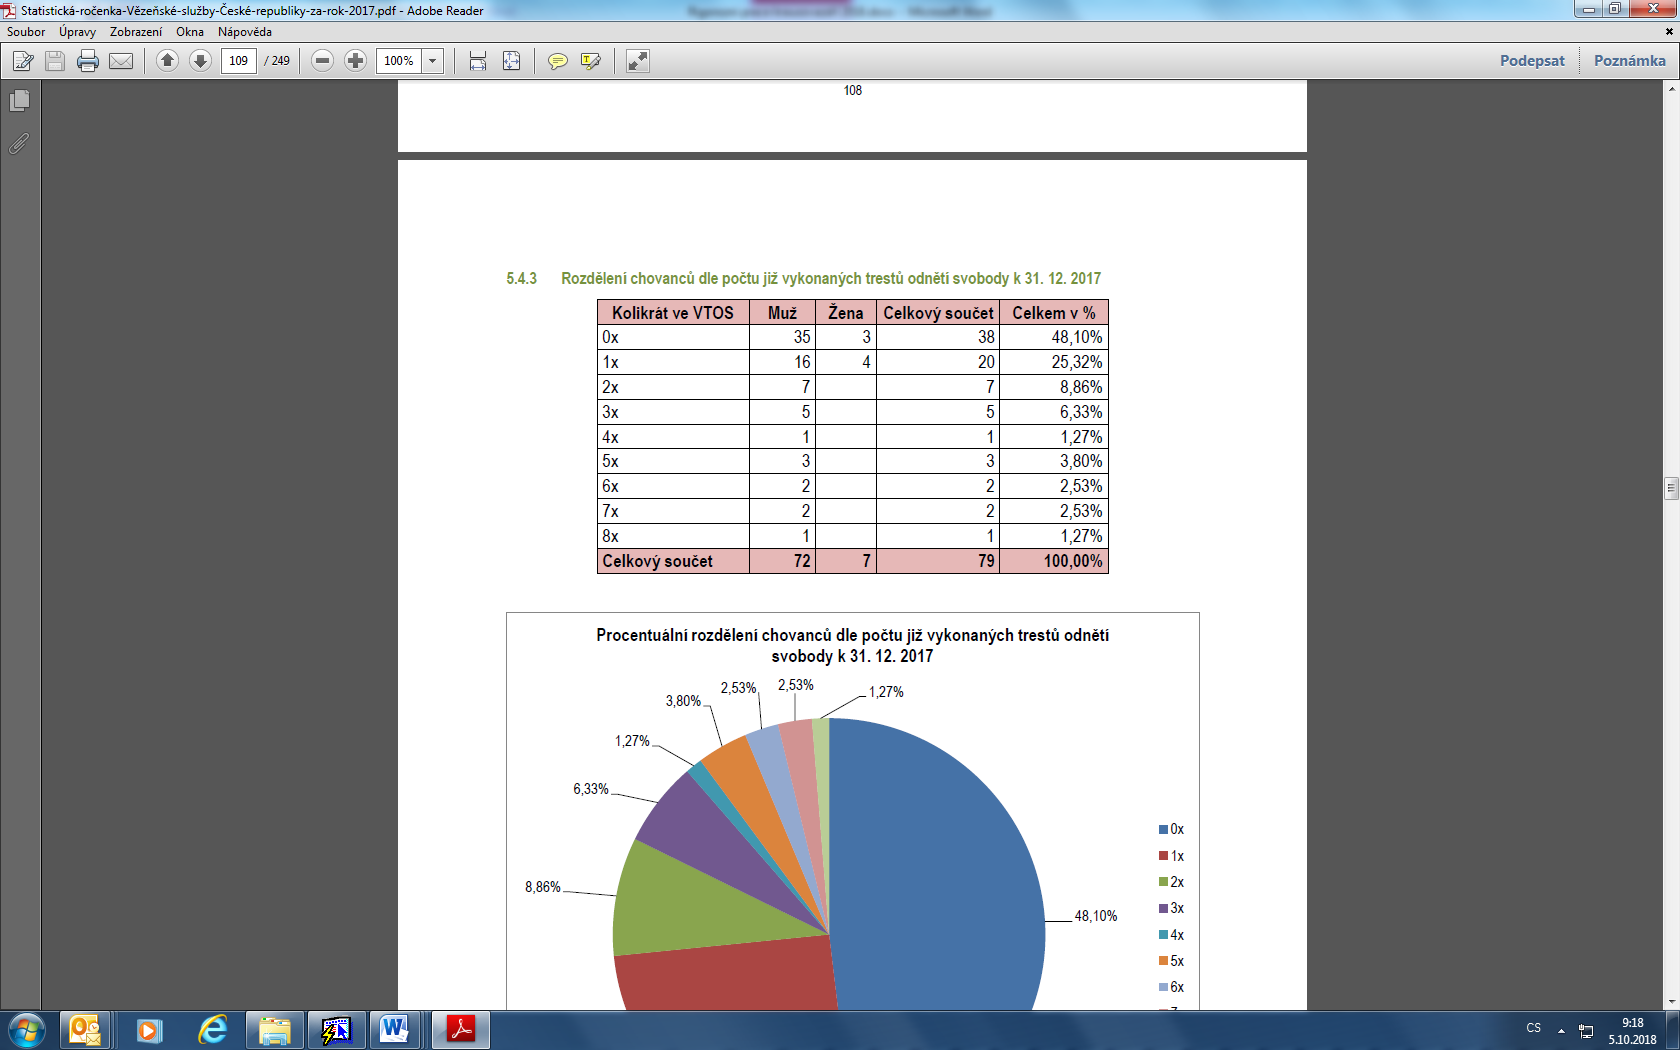 Statistická-ročenka-Vězeňské-služby-České-republiky-za-rok-2017.pdf - Adobe Reader
Soubor Úpravy Zobrazení Okna Nápověda
109 / 249 100% Podepsat Poznámka
108
5.4.3 Rozdělení chovanců dle počtu již vykonaných trestů odnětí svobody k 31. 12. 2017
Kolikrát ve VTOS Muž Žena Celkový součet Celkem v %
0x 35 3 38 48,10%
1x 16 4 20 25,32%
2x 7 7 8,86%
3x 5 5 6,33%
4x 1 1 1,27%
5x 3 3 3,80%
6x 2 2 2,53%
7x 2 2 2,53%
8x 1 1 1,27%
Celkový součet 72 7 79 100,00%
Procentuální rozdělení chovanců dle počtu již vykonaných trestů odnětí
svobody k 31. 12. 2017
2,53%
2,53%
1,27%
3,80%
1,27%
6,33%
8,86%
48,10%
0x
1x
2x
3x
4x
5x
6x
CS
9:18
5.10.2018